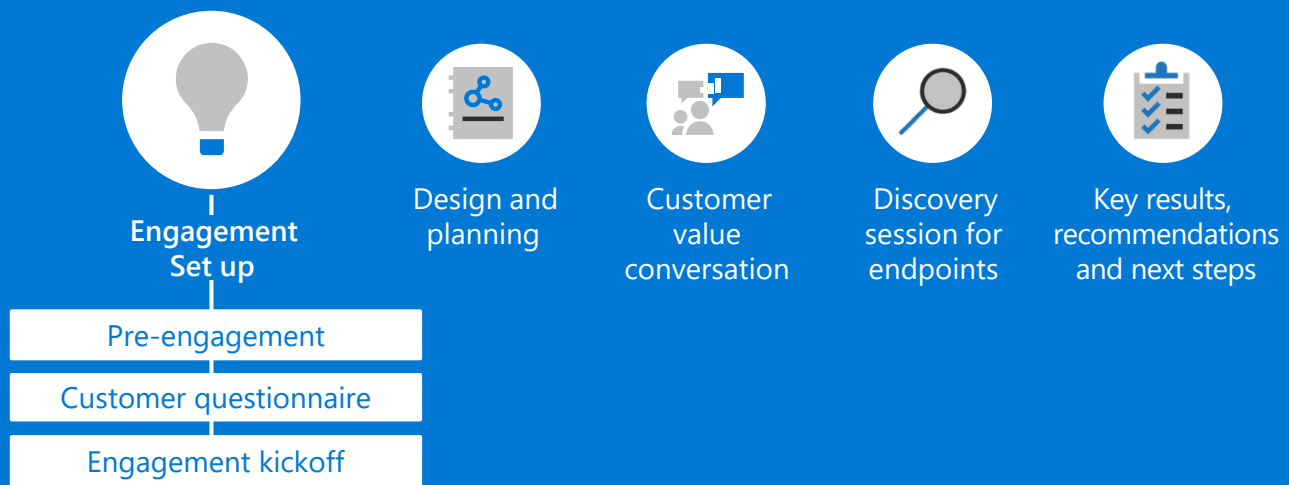 Engagement
Set up
Pre-engagement
Customer questionnaire
Engagement kickoff
Design and
planning
Customer
value
conversation
Discovery
session for
endpoints
Key results,
recommendations
and next steps